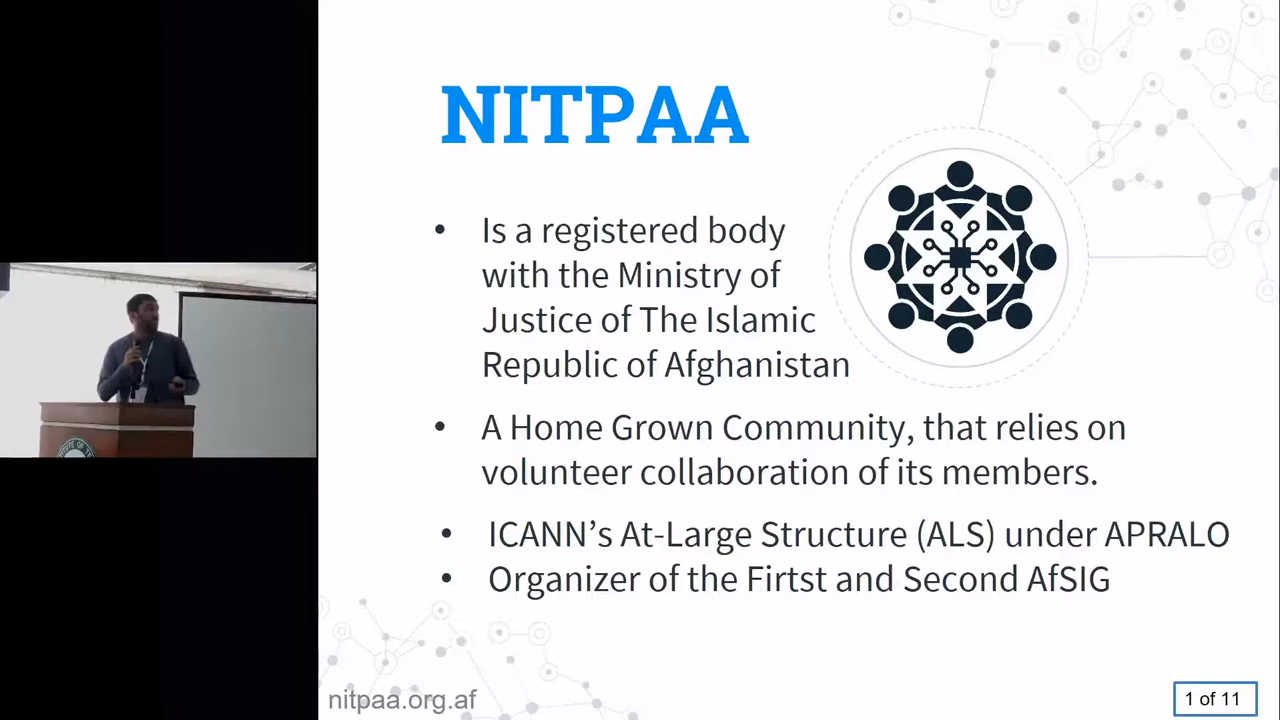 NITPAA
• Is a registered body
with the Ministry of
Justice of The Islamic
Republic of Afghanistan
• A Home Grown Community, that relies on
volunteer collaboration of its members.
• ICANN’s At-Large Structure (ALS) under APRALO
• Organizer of the Firtst and Second AfSIG
nitpaa.org.af
1 of 11